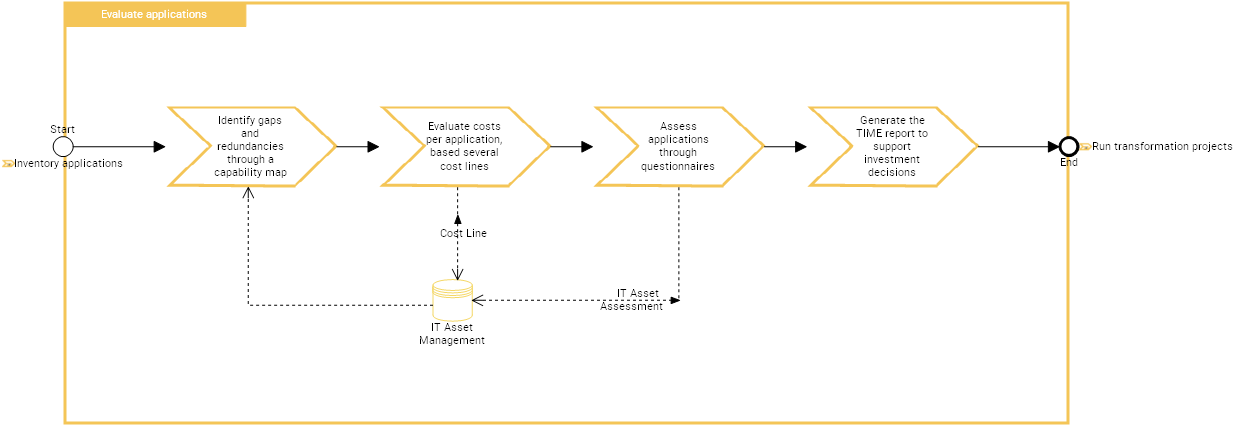 Evaluate applications
Start
Inventory applications
Identify gaps
and
redundancies
through a
capability map
Evaluate costs
per application,
based several
cost lines
Assess
applications
through
questionnaires
Generate the
TIME report to
support
investment
decisions
Run transformation projects
End
Cost Line
IT Asset
Assessment
IT Asset
Management